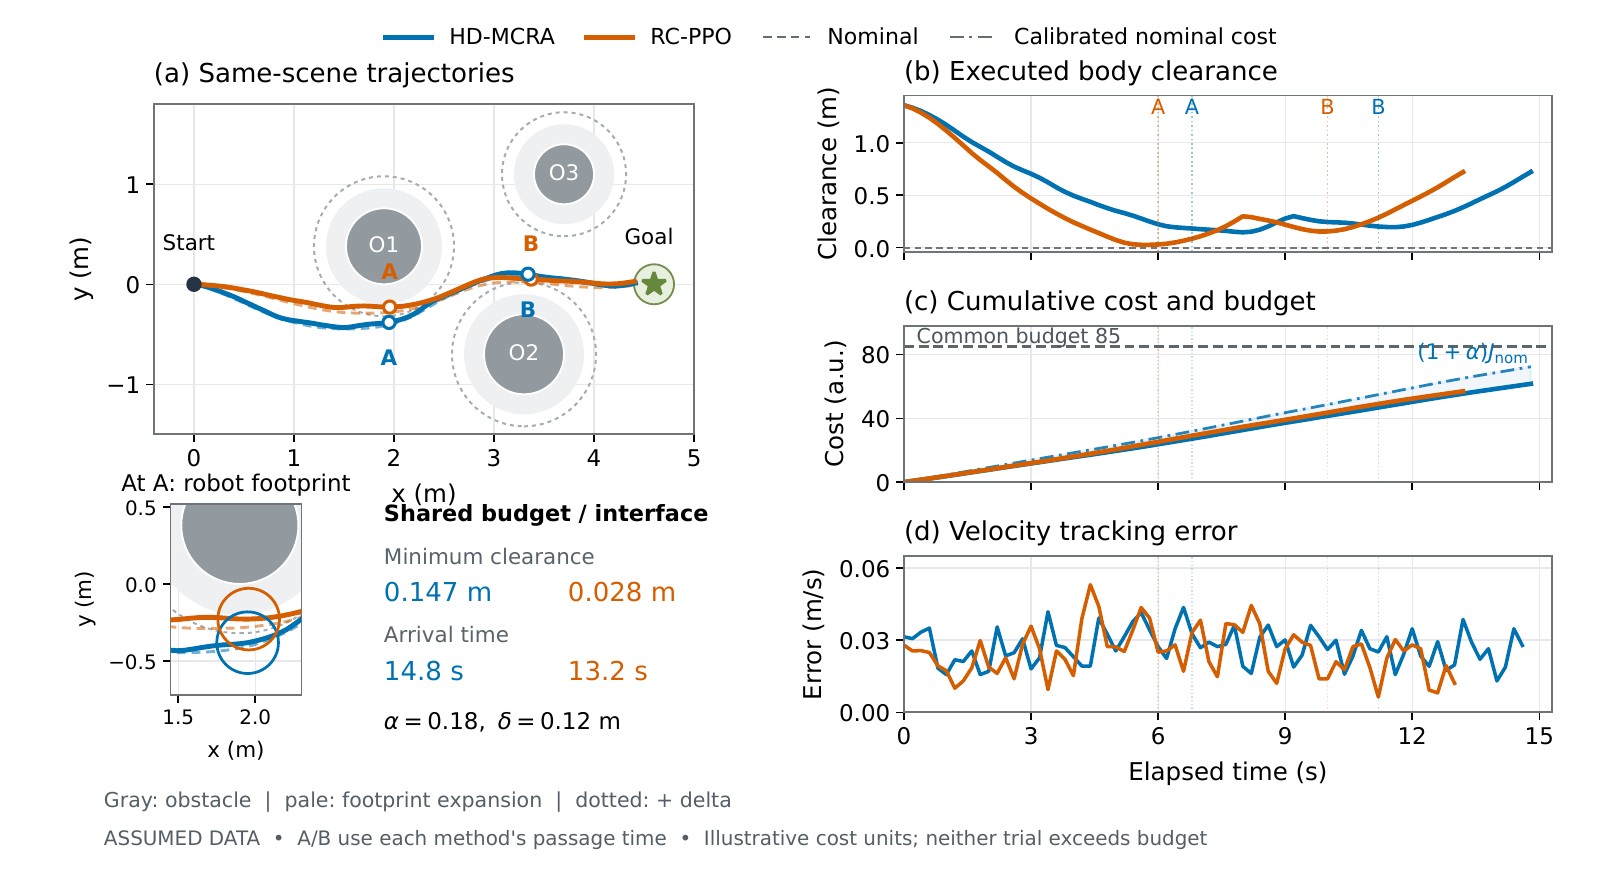 HD-MCRA RC-PPO Nominal Calibrated nominal cost
(a) Same-scene trajectories
y (m)
1
0
−1
Start
O1
O3
B
Goal
A
B
O2
A
0 1 2 3 4 5
x (m)
At A: robot footprint
y (m)
0.5
0.0
−0.5
1.5 2.0
x (m)
Shared budget / interface
Minimum clearance
0.147 m 0.028 m
Arrival time
14.8 s 13.2 s
α = 0.18, δ = 0.12 m
(b) Executed body clearance
Clearance (m)
1.0
0.5
0.0
A A B B
(c) Cumulative cost and budget
Cost (a.u.)
80
40
0
Common budget 85
(1 + α)Jnom
(d) Velocity tracking error
Error (m/s)
0.06
0.03
0.00
0 3 6 9 12 15
Elapsed time (s)
Gray: obstacle | pale: footprint expansion | dotted: + delta
ASSUMED DATA • A/B use each method's passage time • Illustrative cost units; neither trial exceeds budget